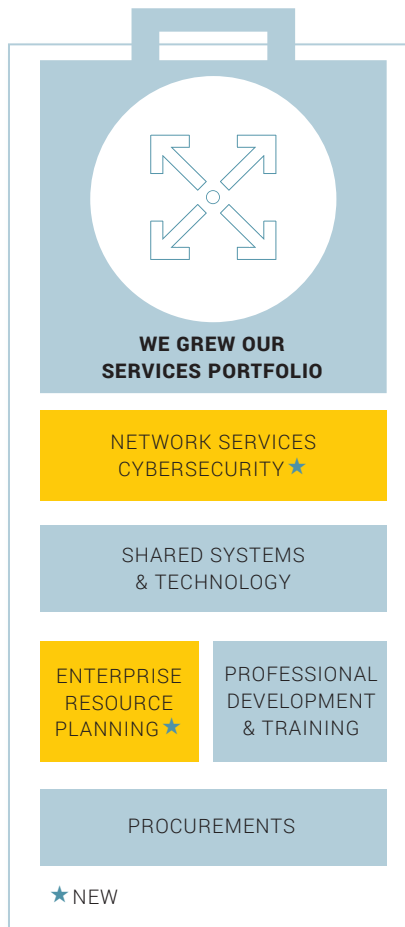 WE GREW OUR
SERVICES PORTFOLIO
NETWORK SERVICES
CYBERSECURITY★
SHARED SYSTEMS
& TECHNOLOGY
ENTERPRISE
RESOURCE
PLANNING★
PROFESSIONAL
DEVELOPMENT
& TRAINING
PROCUREMENTS
★NEW